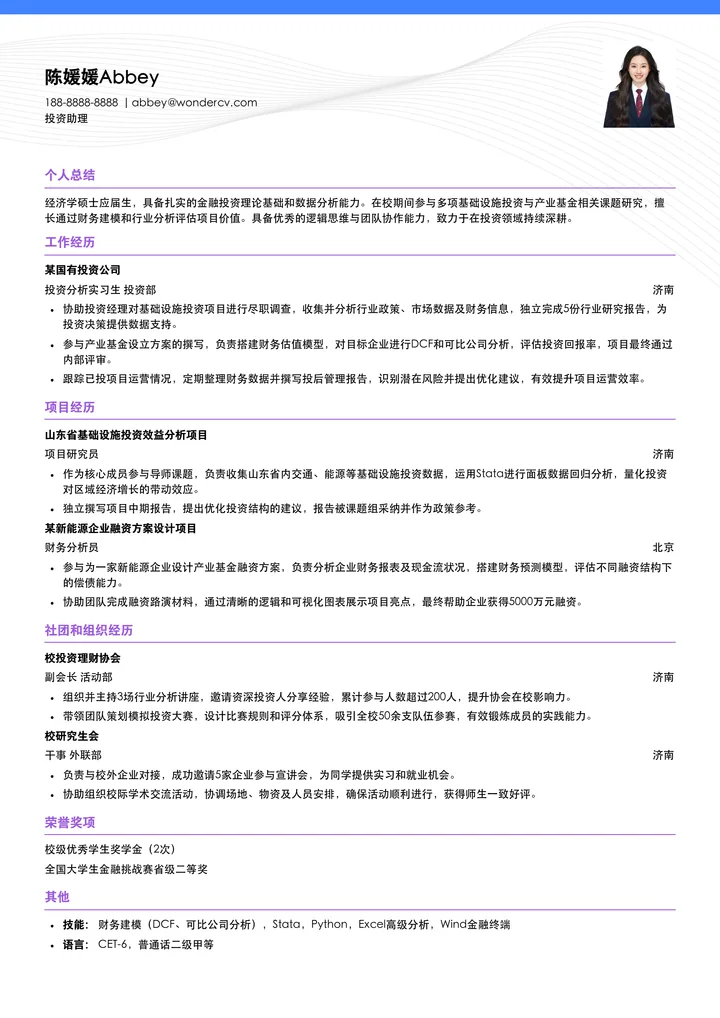 陈媛媛Abbey
188-8888-8888 | abbey@wondercv.com
投资助理
个人总结
经济学硕士应届生，具备扎实的金融投资理论基础和数据分析能力。在校期间参与多项基础设施投资与产业基金相关课题研究，擅
长通过财务建模和行业分析评估项目价值。具备优秀的逻辑思维与团队协作能力，致力于在投资领域持续深耕。
工作经历
某国有投资公司
投资分析实习生 投资部 济南
• 协助投资经理对基础设施投资项目进行尽职调查，收集并分析行业政策、市场数据及财务信息，独立完成5份行业研究报告，为
投资决策提供数据支持。
• 参与产业基金设立方案的撰写，负责搭建财务估值模型，对目标企业进行DCF和可比公司分析，评估投资回报率，项目最终通过
内部评审。
• 跟踪已投项目运营情况，定期整理财务数据并撰写投后管理报告，识别潜在风险并提出优化建议，有效提升项目运营效率。
项目经历
山东省基础设施投资效益分析项目
项目研究员 济南
• 作为核心成员参与导师课题，负责收集山东省内交通、能源等基础设施投资数据，运用Stata进行面板数据回归分析，量化投资
对区域经济增长的带动效应。
• 独立撰写项目中期报告，提出优化投资结构的建议，报告被课题组采纳并作为政策参考。
某新能源企业融资方案设计项目
财务分析员 北京
• 参与为一家新能源企业设计产业基金融资方案，负责分析企业财务报表及现金流状况，搭建财务预测模型，评估不同融资结构下
的偿债能力。
• 协助团队完成融资路演材料，通过清晰的逻辑和可视化图表展示项目亮点，最终帮助企业获得5000万元融资。
社团和组织经历
校投资理财协会
副会长 活动部 济南
• 组织并主持3场行业分析讲座，邀请资深投资人分享经验，累计参与人数超过200人，提升协会在校影响力。
• 带领团队策划模拟投资大赛，设计比赛规则和评分体系，吸引全校50余支队伍参赛，有效锻炼成员的实践能力。
校研究生会
干事 外联部 济南
• 负责与校外企业对接，成功邀请5家企业参与宣讲会，为同学提供实习和就业机会。
• 协助组织校际学术交流活动，协调场地、物资及人员安排，确保活动顺利进行，获得师生一致好评。
荣誉奖项
校级优秀学生奖学金（2次）
全国大学生金融挑战赛省级二等奖
其他
• 技能： 财务建模（DCF、可比公司分析），Stata，Python，Excel高级分析，Wind金融终端
• 语言： CET-6，普通话二级甲等